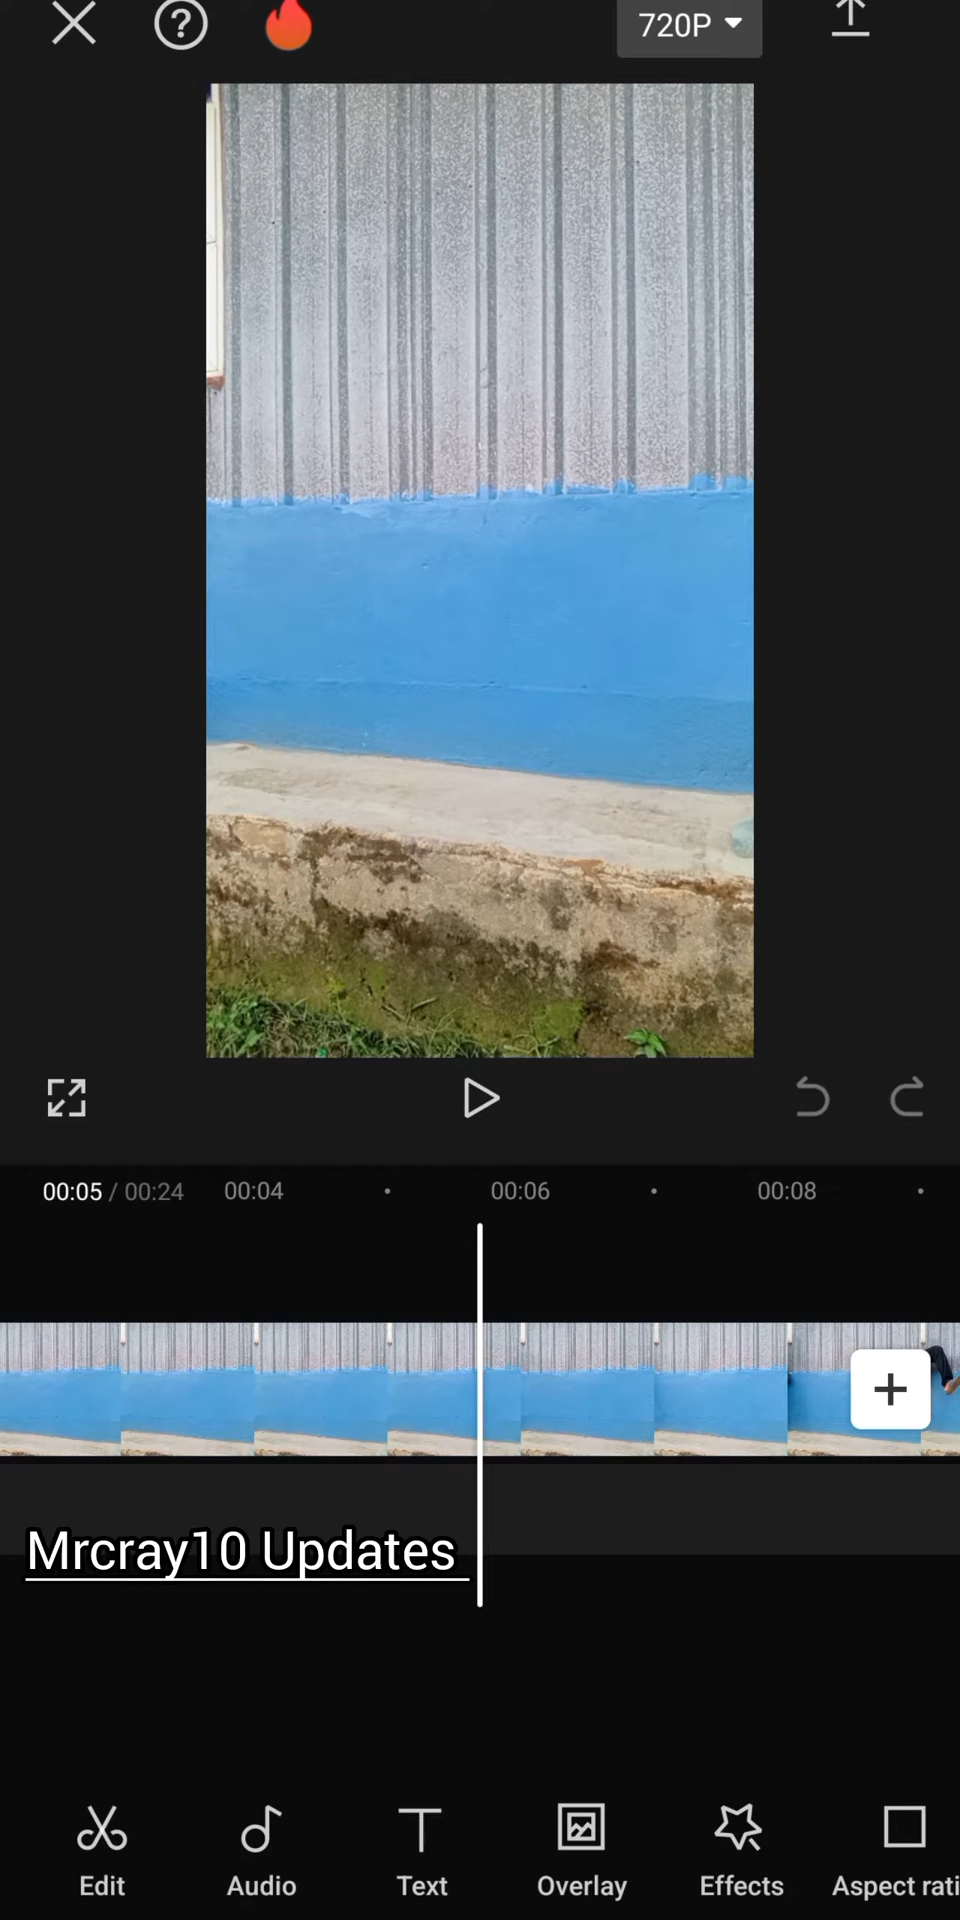 720P
00:05 / 00:24 00:04 00:06 00:08
Mrcray10 Updates
Edit Audio Text Overlay Effects Aspect rati